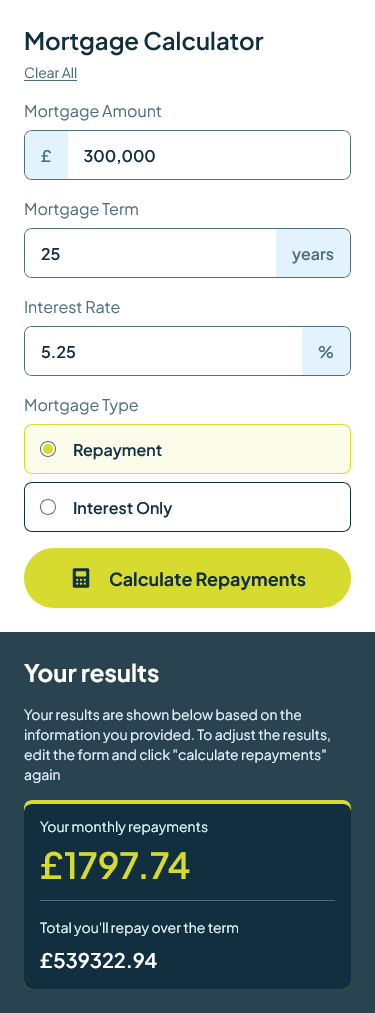 Mortgage Calculator
Clear All
Mortgage Amount
£ 300,000
Mortgage Term
25 years
Interest Rate
5.25 %
Mortgage Type
Repayment
Interest Only
Calculate Repayments
Your results
Your results are shown below based on the
information you provided. To adjust the results,
edit the form and click "calculate repayments"
again
Your monthly repayments
£1797.74
Total you'll repay over the term
£539322.94